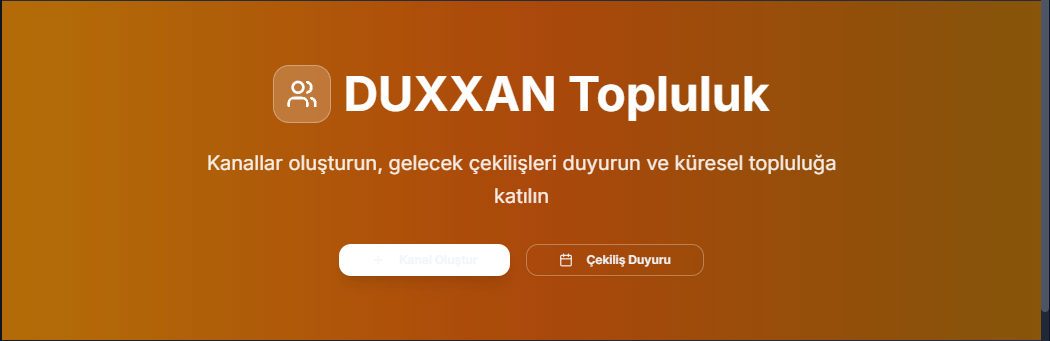 DUXXAN Topluluk
Kanallar oluşturun, gelecek çekilişleri duyurun ve küresel topluluğa
katılın
Kanal Oluştur
Çekiliş Duyuru